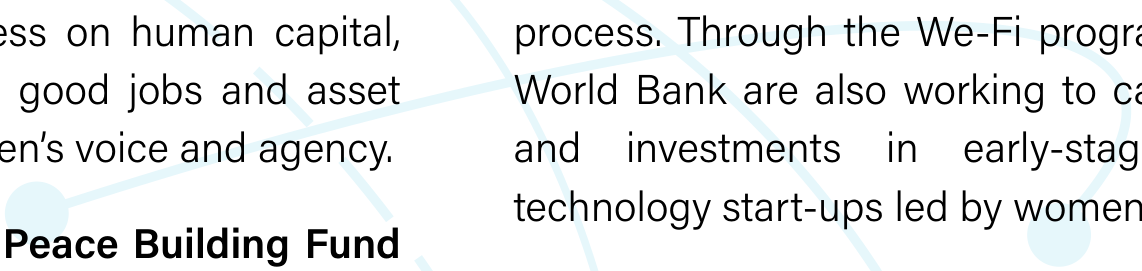 ess on human capital,
good jobs and asset
en's voice and agency.
Peace Building Fund
process. Through the We-Fi progra
World Bank are also working to ca
and investments in early-stag
technology start-ups led by women